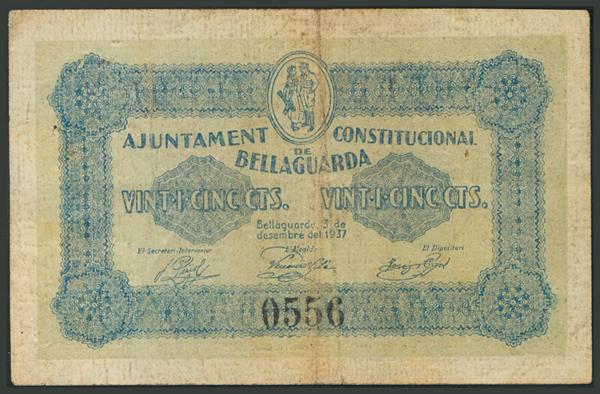 AJUNTAMENT CONSTITUCIONAL
DE
BELLAGUARDA
VINT-I-CINC CTS. VINT-I-CINC CTS.
Bellaguarda, 3 de
desembre del 1937
El Secretari-Interventor L'Alcalde El Dipositari
0556